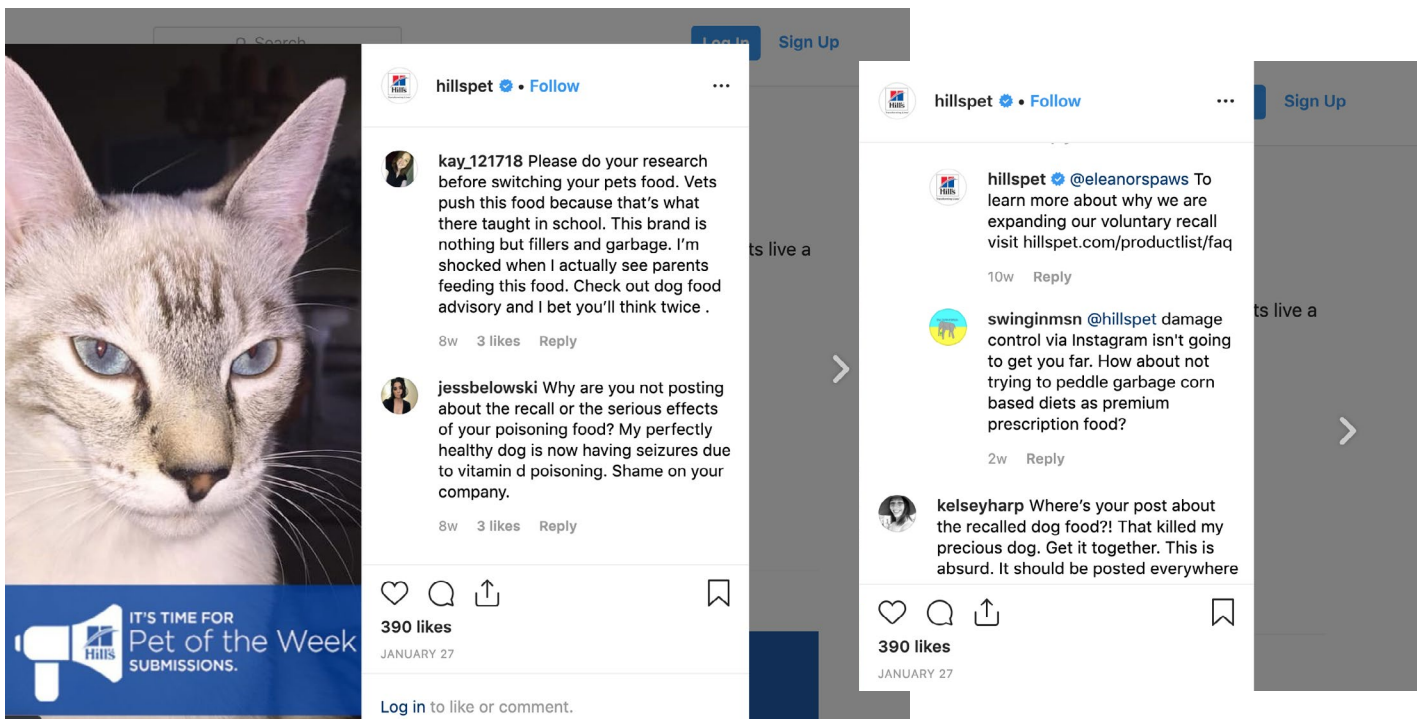 Search
Log In
Sign Up
hillspet • Follow
kay_121718 Please do your research
before switching your pets food. Vets
push this food because that’s what
there taught in school. This brand is
nothing but fillers and garbage. I’m
shocked when I actually see parents
feeding this food. Check out dog food
advisory and I bet you’ll think twice .
8w 3 likes Reply
jessbelowski Why are you not posting
about the recall or the serious effects
of your poisoning food? My perfectly
healthy dog is now having seizures due
to vitamin d poisoning. Shame on your
company.
8w 3 likes Reply
390 likes
JANUARY 27
Log in to like or comment.
ts live a
IT'S TIME FOR
Hill's Pet of the Week
SUBMISSIONS.
Hill's
hillspet • Follow
Sign Up
Hill's
hillspet @eleanorspaws To
learn more about why we are
expanding our voluntary recall
visit hillspet.com/productlist/faq
10w Reply
swinginmsn @hillspet damage
control via Instagram isn't going
to get you far. How about not
trying to peddle garbage corn
based diets as premium
prescription food?
2w Reply
kelseyharp Where’s your post about
the recalled dog food?! That killed my
precious dog. Get it together. This is
absurd. It should be posted everywhere
390 likes
JANUARY 27
ts live a